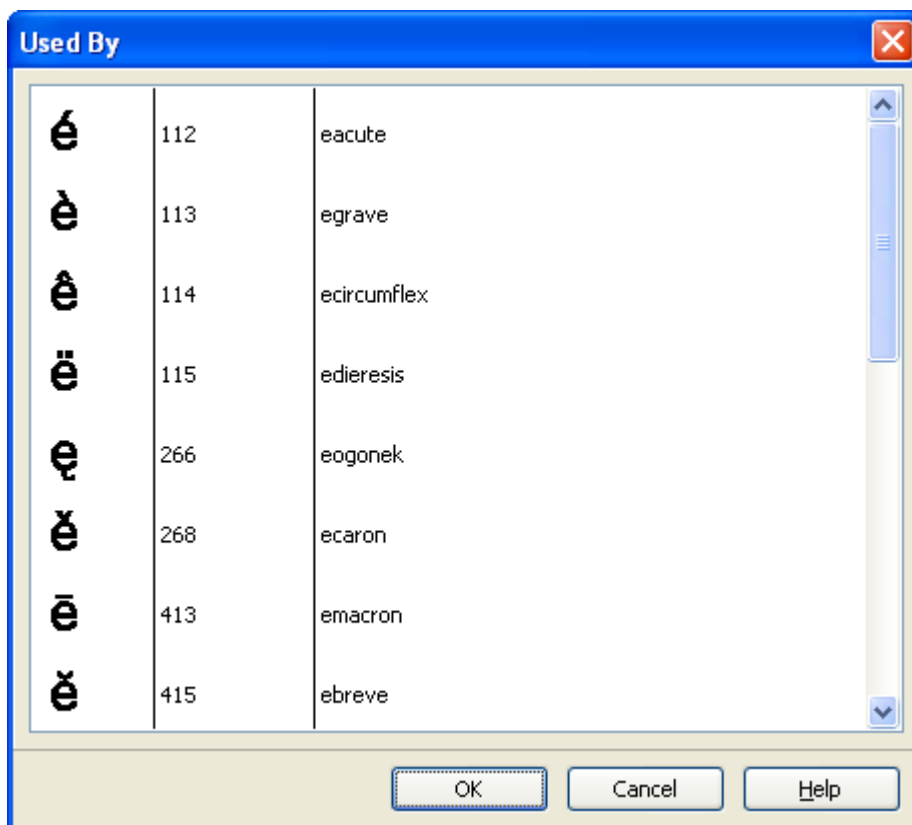 Used By
é 112 eacute
è 113 egrave
ê 114 ecircumflex
ë 115 edieresis
ę 266 eogonek
ě 268 ecaron
ē 413 emacron
ĕ 415 ebreve
OK Cancel Help